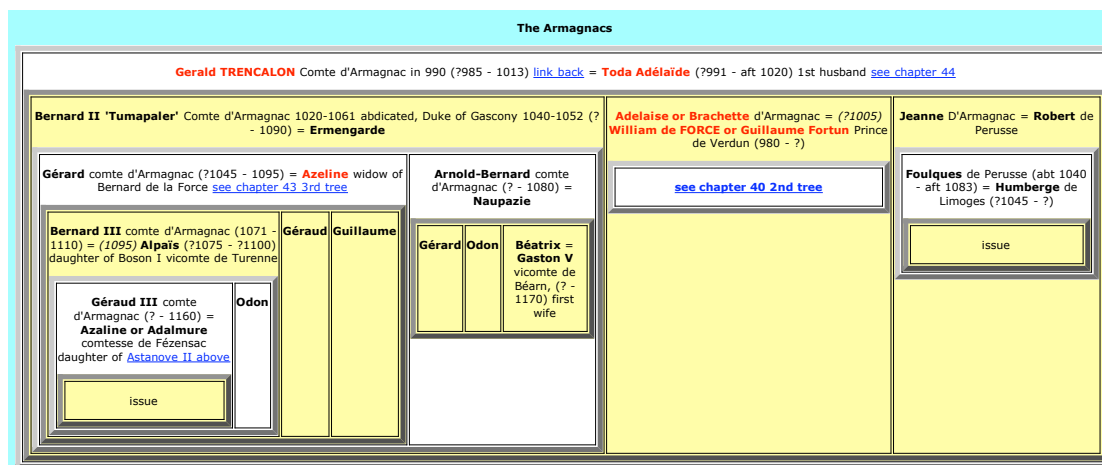 The Armagnacs
Gerald TRENCALON Comte d'Armagnac in 990 (?985 - 1013) link back = Toda Adélaïde (?991 - aft 1020) 1st husband see chapter 44
Bernard II 'Tumapaler' Comte d'Armagnac 1020-1061 abdicated, Duke of Gascony 1040-1052 (?
- 1090) = Ermengarde
Gérard comte d'Armagnac (?1045 - 1095) = Azeline widow of
Bernard de la Force see chapter 43 3rd tree
Bernard III comte d'Armagnac (1071 -
1110) = (1095) Alpaïs (?1075 - ?1100)
daughter of Boson I vicomte de Turenne
Géraud III comte
d'Armagnac (? - 1160) =
Azaline or Adalmure
comtesse de Fézensac
daughter of Astanove II above
issue
Odon
Géraud
Guillaume
Arnold-Bernard comte
d'Armagnac (? - 1080) =
Naupazie
Gérard
Odon
Béatrix =
Gaston V
vicomte de
Béarn, (? -
1170) first
wife
Adelaise or Brachette d'Armagnac = (?1005)
William de FORCE or Guillaume Fortun Prince
de Verdun (980 - ?)
see chapter 40 2nd tree
Jeanne D'Armagnac = Robert de
Perusse
Foulques de Perusse (abt 1040
- aft 1083) = Humberge de
Limoges (?1045 - ?)
issue